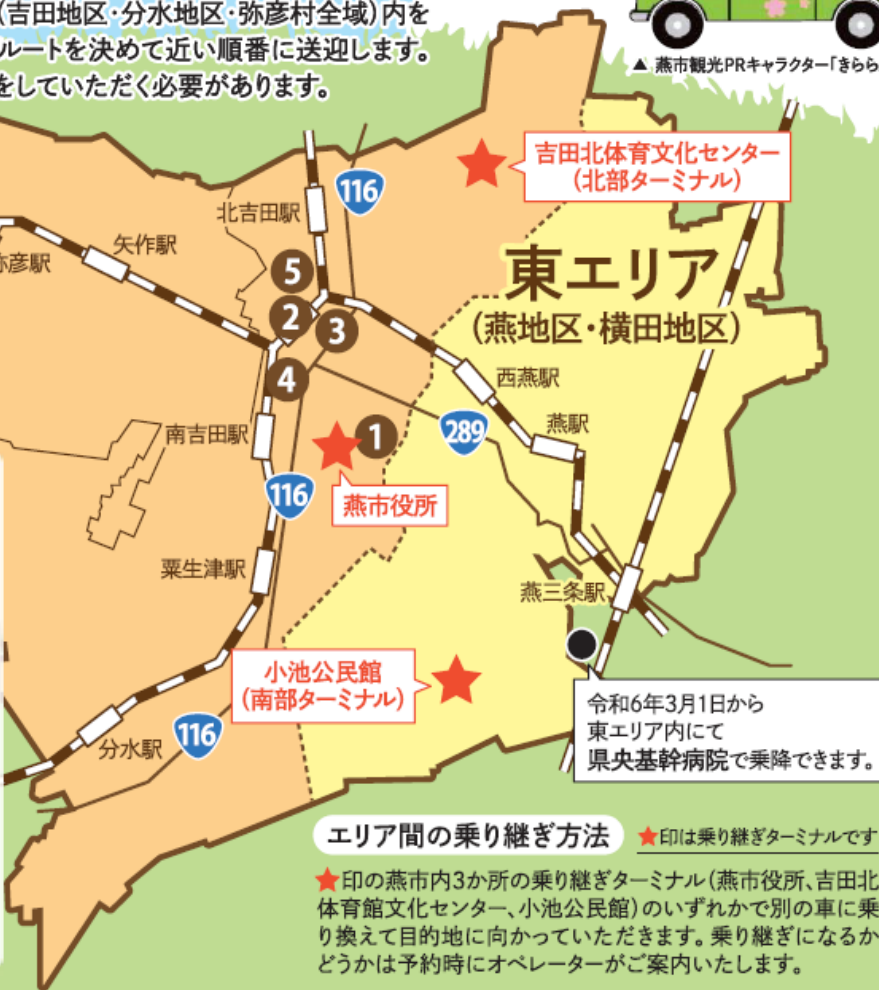 （吉田地区・分水地区・弥彦村全域）内を
ルートを決めて近い順番に送迎します。
をしていただく必要があります。
▲ 燕市観光PRキャラクター「きらら
吉田北体育文化センター
（北部ターミナル）
116
北吉田駅
矢作駅
弥彦駅
5
2
3
4
東エリア
（燕地区・横田地区）
西燕駅
燕駅
289
南吉田駅
1
燕市役所
116
粟生津駅
燕三条駅
小池公民館
（南部ターミナル）
分水駅
116
令和6年3月1日から
東エリア内にて
県央基幹病院で乗降できます。
エリア間の乗り継ぎ方法
★印は乗り継ぎターミナルです
★印の燕市内3か所の乗り継ぎターミナル（燕市役所、吉田北
体育館文化センター、小池公民館）のいずれかで別の車に乗
り換えて目的地に向かっていただきます。乗り継ぎになるか
どうかは予約時にオペレーターがご案内いたします。